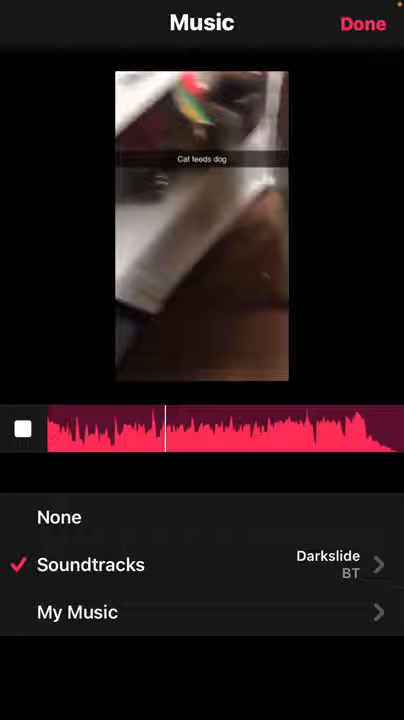 Music
Done
Cat feeds dog
None
Soundtracks
Darkslide
BT
My Music